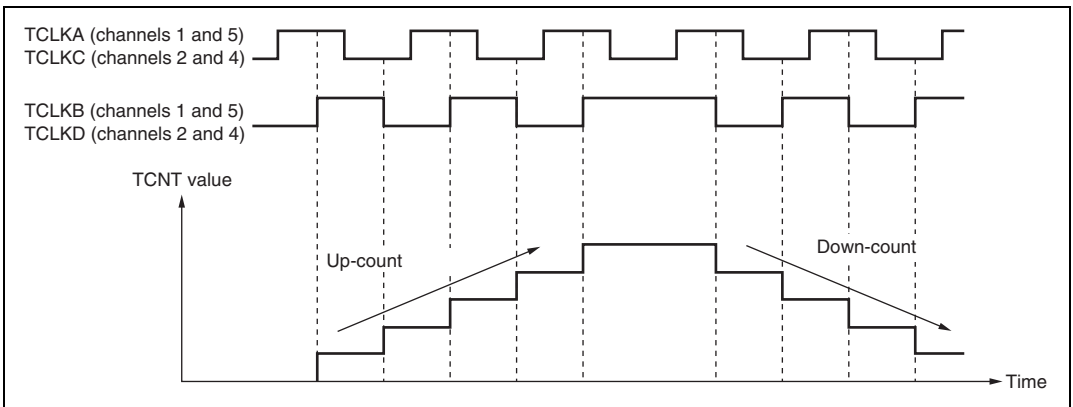 TCLKA (channels 1 and 5)
TCLKC (channels 2 and 4)
TCLKB (channels 1 and 5)
TCLKD (channels 2 and 4)
TCNT value
Up-count
Down-count
Time